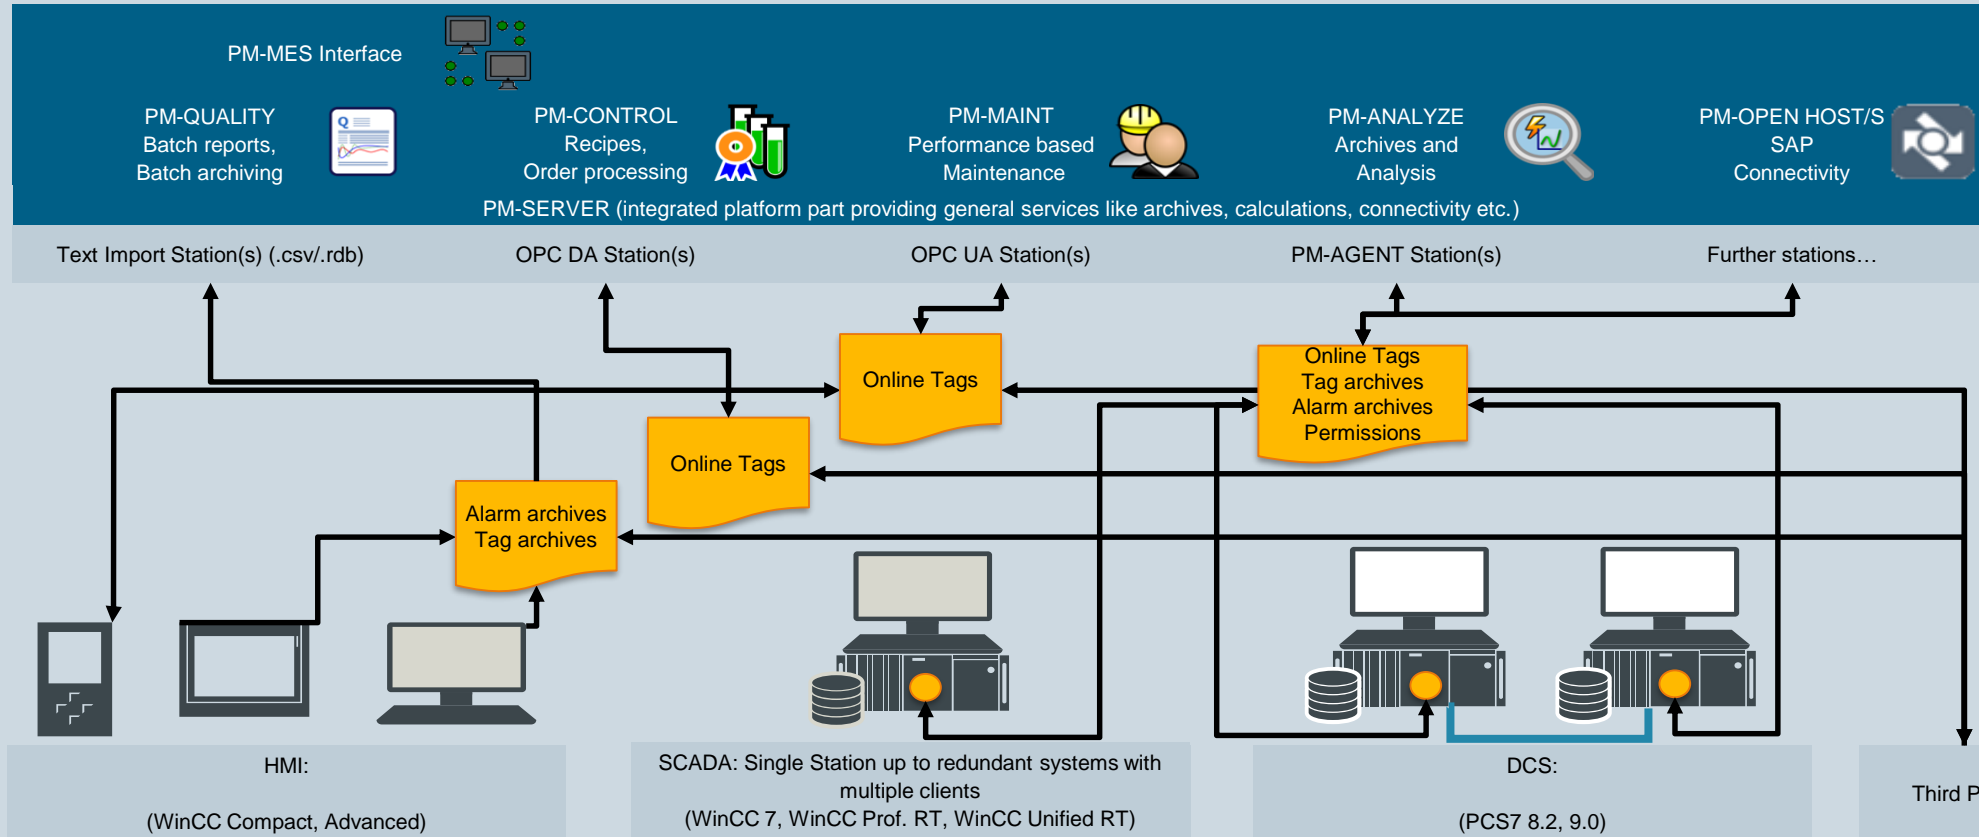 PM-MES Interface
PM-QUALITY
Batch reports,
Batch archiving
Q
PM-CONTROL
Recipes,
Order processing
PM-MAINT
Performance based
Maintenance
PM-ANALYZE
Archives and
Analysis
PM-OPEN HOST/S
SAP
Connectivity
PM-SERVER (integrated platform part providing general services like archives, calculations, connectivity etc.)
Text Import Station(s) (.csv/.rdb)
OPC DA Station(s)
OPC UA Station(s)
PM-AGENT Station(s)
Further stations…
Online Tags
Online Tags
Tag archives
Alarm archives
Permissions
Online Tags
Alarm archives
Tag archives
HMI:
(WinCC Compact, Advanced)
SCADA: Single Station up to redundant systems with
multiple clients
(WinCC 7, WinCC Prof. RT, WinCC Unified RT)
DCS:
(PCS7 8.2, 9.0)
Third P